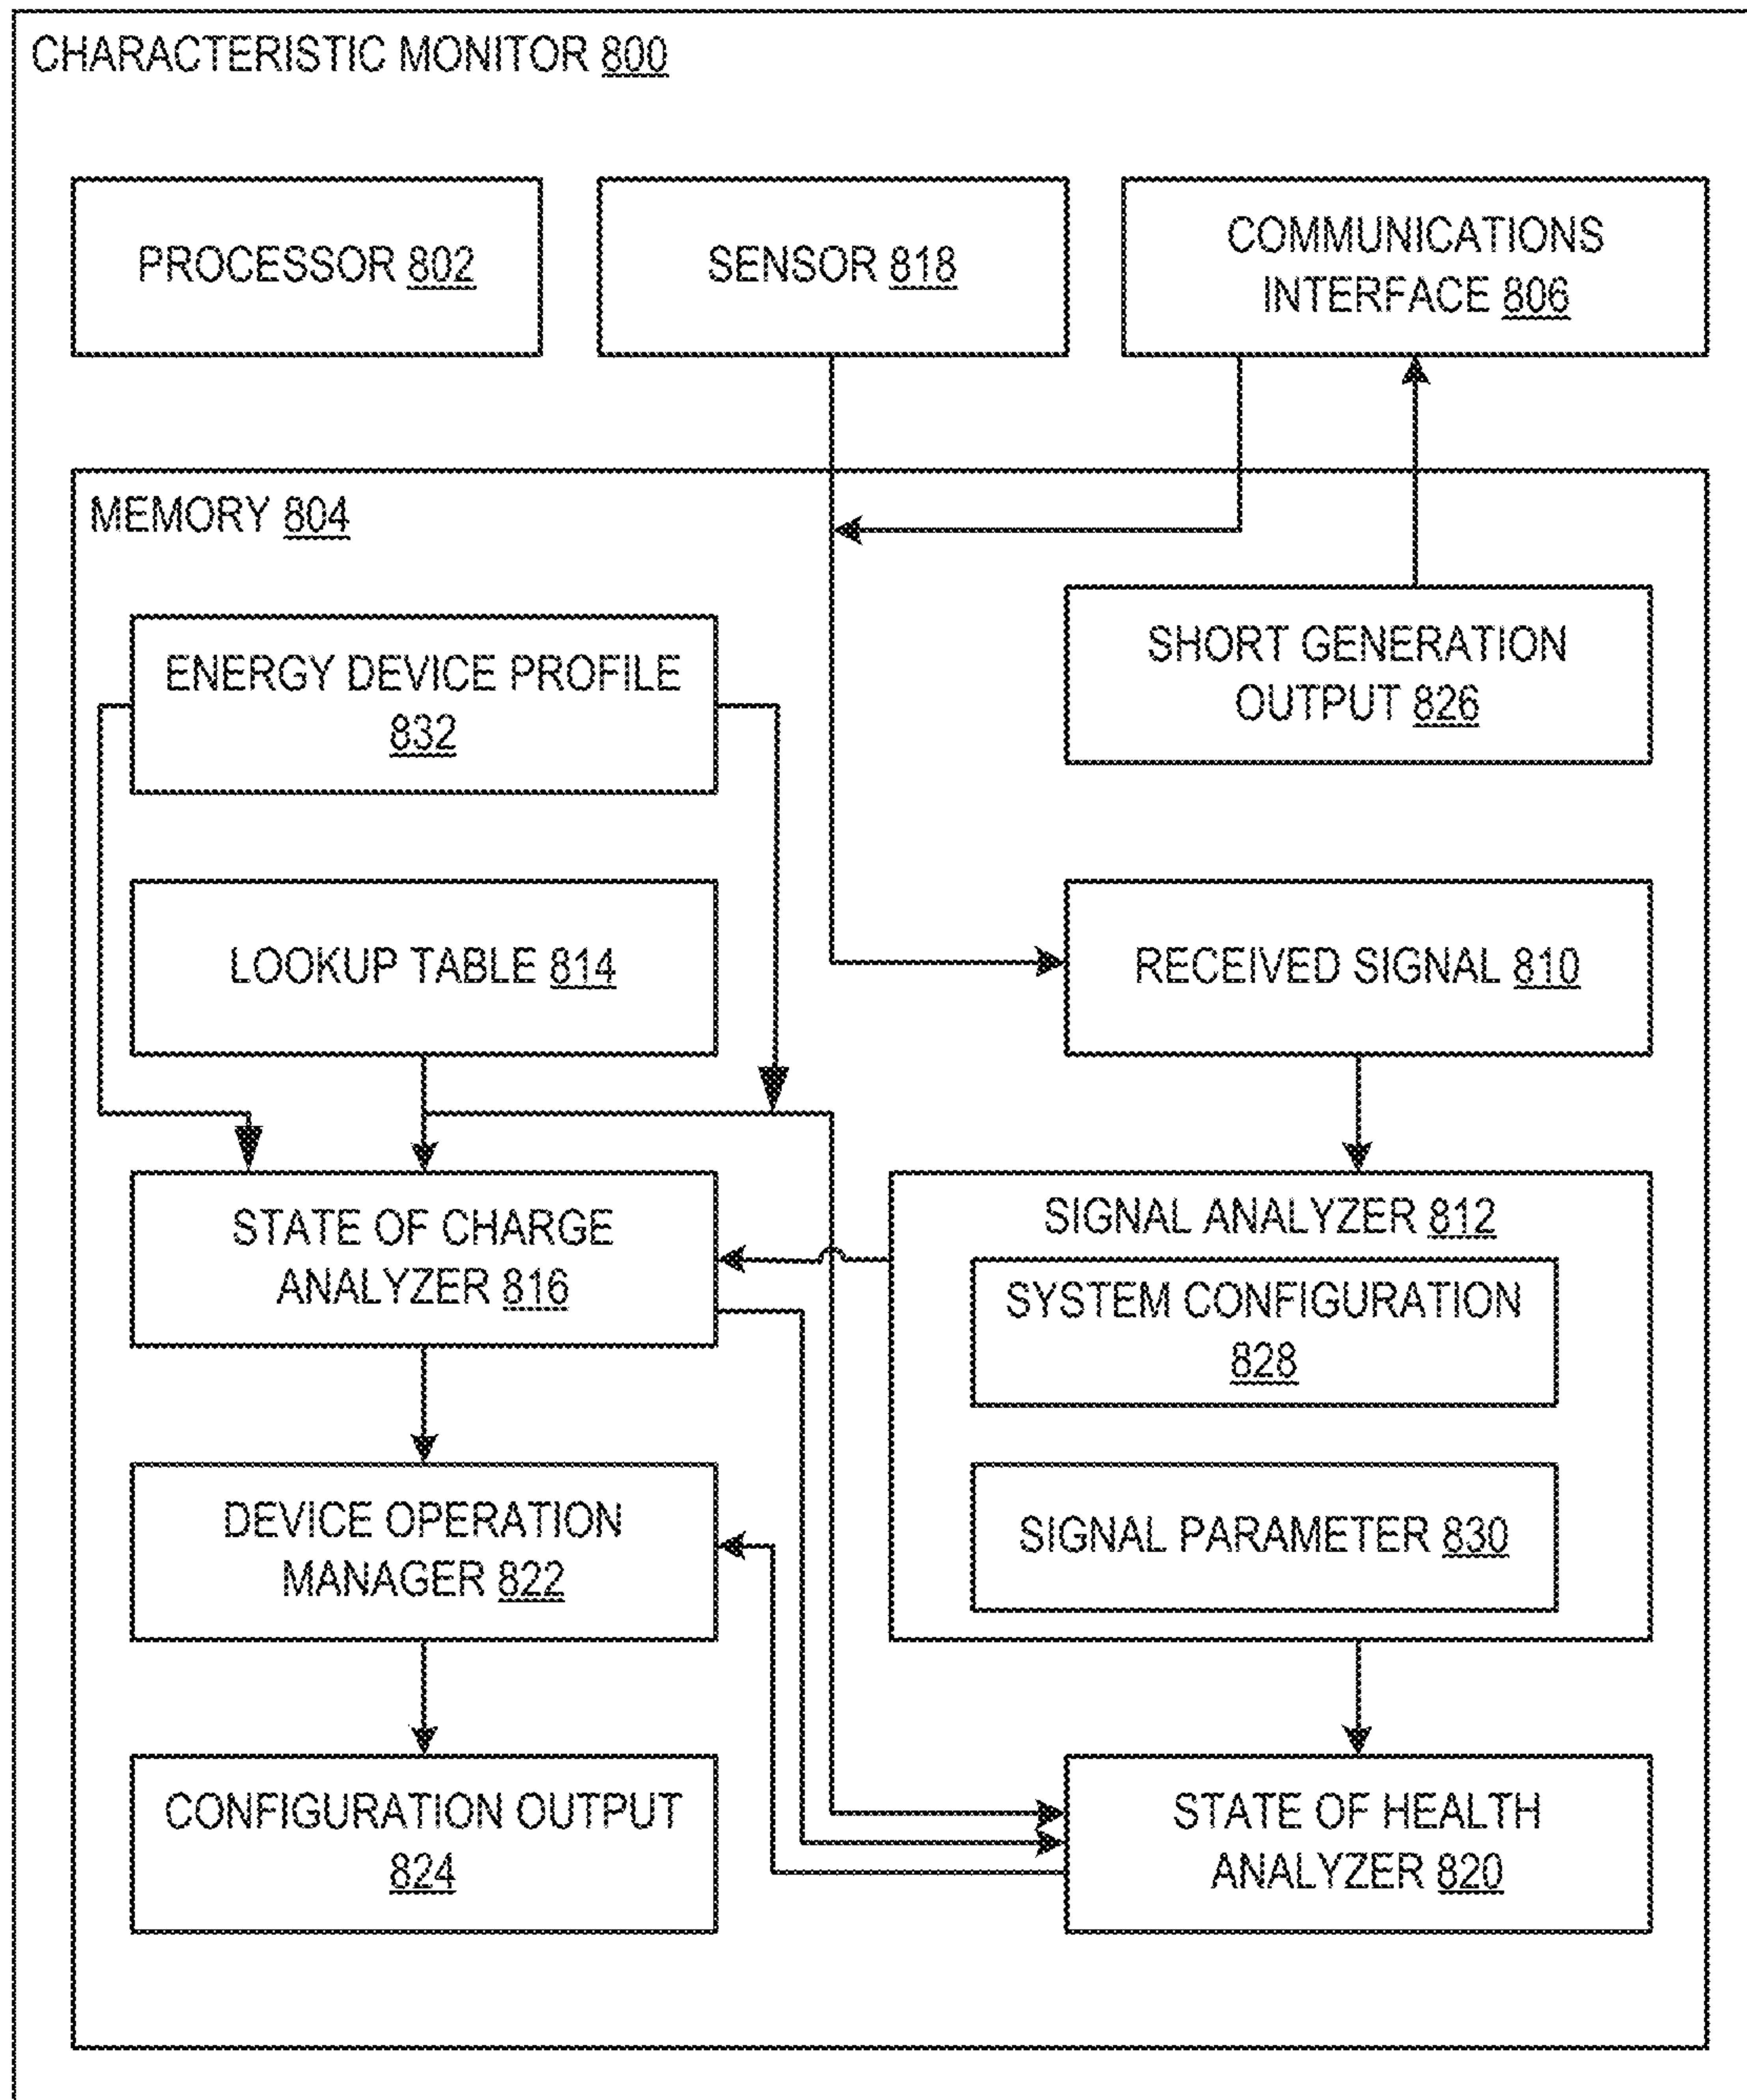 CHARACTERISTIC MONITOR 800
PROCESSOR 802
SENSOR 818
COMMUNICATIONS
INTERFACE 806
MEMORY 804
ENERGY DEVICE PROFILE
832
SHORT GENERATION
OUTPUT 826
LOOKUP TABLE 814
RECEIVED SIGNAL 810
STATE OF CHARGE
ANALYZER 816
SIGNAL ANALYZER 812
SYSTEM CONFIGURATION
828
DEVICE OPERATION
MANAGER 822
SIGNAL PARAMETER 830
CONFIGURATION OUTPUT
824
STATE OF HEALTH
ANALYZER 820